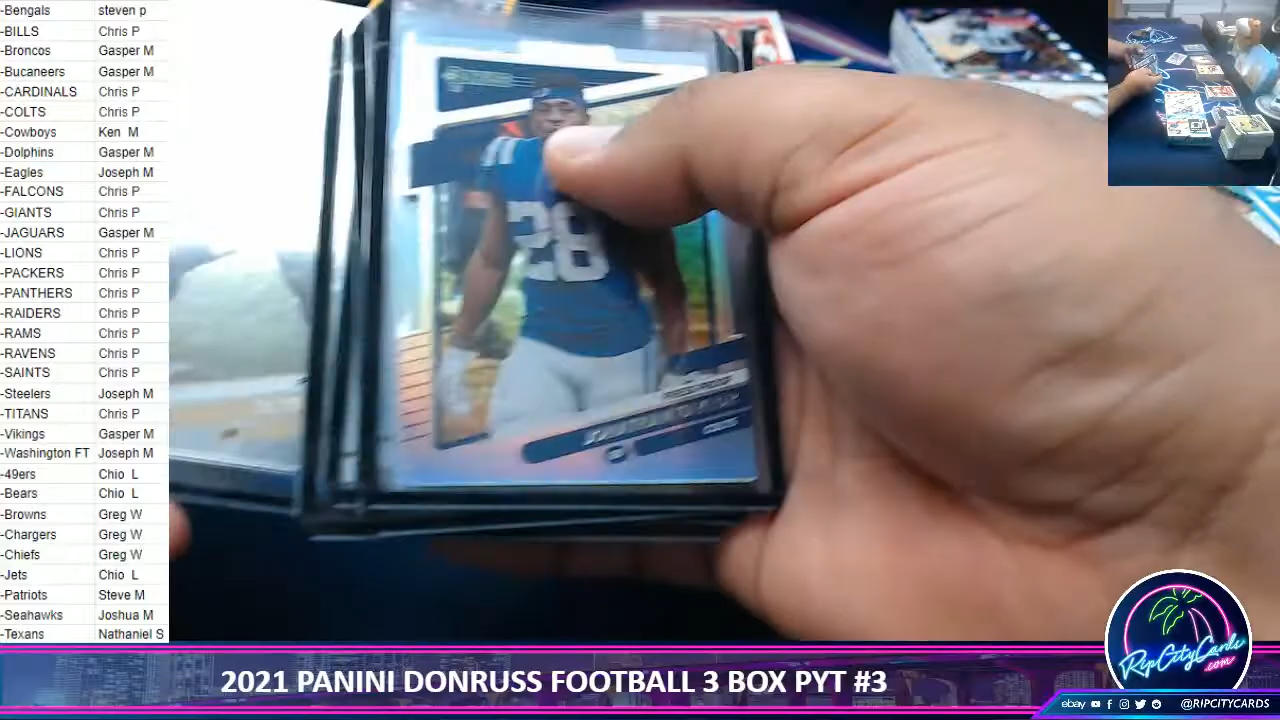 -Bengals steven p
-BILLS Chris P
-Broncos Gasper M
-Bucaneers Gasper M
-CARDINALS Chris P
-COLTS Chris P
-Cowboys Ken M
-Dolphins Gasper M
-Eagles Joseph M
-FALCONS Chris P
-GIANTS Chris P
-JAGUARS Gasper M
-LIONS Chris P
-PACKERS Chris P
-PANTHERS Chris P
-RAIDERS Chris P
-RAMS Chris P
-RAVENS Chris P
-SAINTS Chris P
-Steelers Joseph M
-TITANS Chris P
-Vikings Gasper M
-Washington FT Joseph M
-49ers Chio L
-Bears Chio L
-Browns Greg W
-Chargers Greg W
-Chiefs Greg W
-Jets Chio L
-Patriots Steve M
-Seahawks Joshua M
-Texans Nathaniel S
28
2021 PANINI DONRUSS FOOTBALL 3 BOX PYT #3
RipCityCards
.com
ebay @RIPCITYCARDS